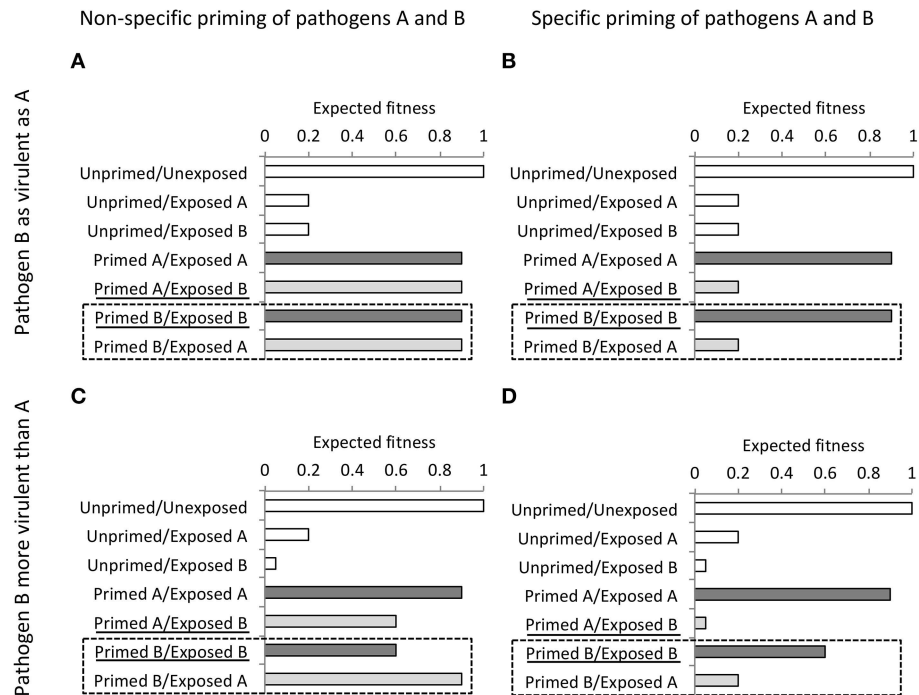 Non-specific priming of pathogens A and B
Specific priming of pathogens A and B
Pathogen B as virulent as A
A
Expected fitness
0 0.2 0.4 0.6 0.8 1
Unprimed/Unexposed
Unprimed/Exposed A
Unprimed/Exposed B
Primed A/Exposed A
Primed A/Exposed B
Primed B/Exposed B
Primed B/Exposed A
B
Expected fitness
0 0.2 0.4 0.6 0.8 1
Unprimed/Unexposed
Unprimed/Exposed A
Unprimed/Exposed B
Primed A/Exposed A
Primed A/Exposed B
Primed B/Exposed B
Primed B/Exposed A
Pathogen B more virulent than A
C
Expected fitness
0 0.2 0.4 0.6 0.8 1
Unprimed/Unexposed
Unprimed/Exposed A
Unprimed/Exposed B
Primed A/Exposed A
Primed A/Exposed B
Primed B/Exposed B
Primed B/Exposed A
D
Expected fitness
0 0.2 0.4 0.6 0.8 1
Unprimed/Unexposed
Unprimed/Exposed A
Unprimed/Exposed B
Primed A/Exposed A
Primed A/Exposed B
Primed B/Exposed B
Primed B/Exposed A